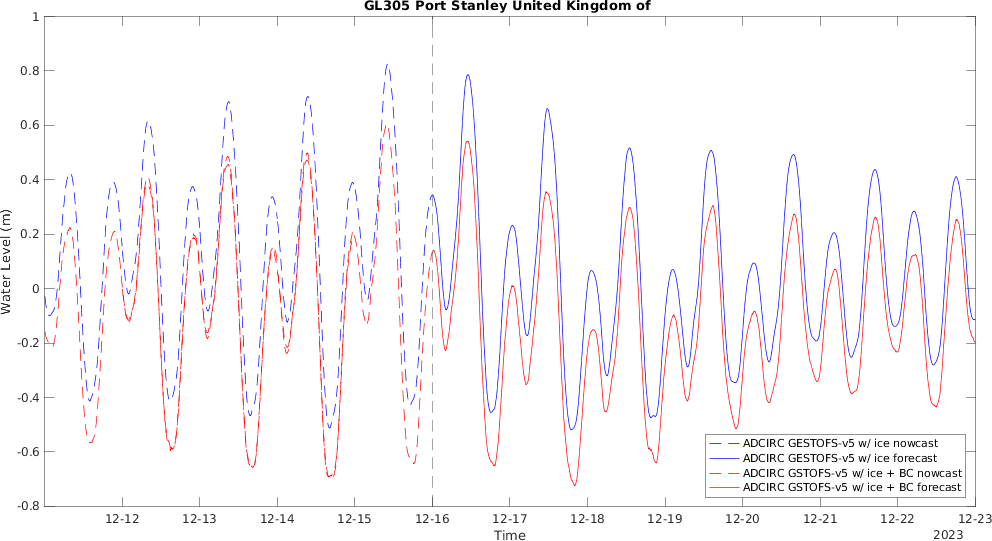 GL305 Port Stanley United Kingdom of
1
0.8
0.6
0.4
0.2
0
-0.2
-0.4
-0.6
-0.8
Water Level (m)
ADCIRC GESTOFS-v5 w/ ice nowcast
ADCIRC GESTOFS-v5 w/ ice forecast
ADCIRC GSTOFS-v5 w/ ice + BC nowcast
ADCIRC GSTOFS-v5 w/ ice + BC forecast
12-12 12-13 12-14 12-15 12-16 12-17 12-18 12-19 12-20 12-21 12-22 12-23
Time
2023